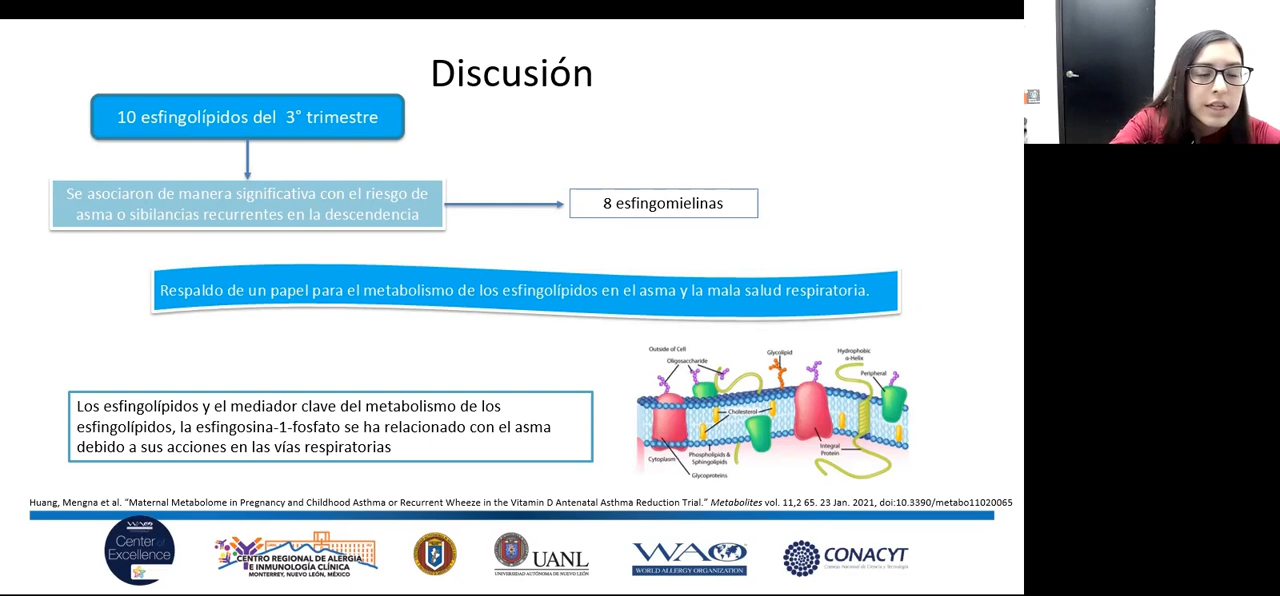 Discusión
10 esfingolípidos del 3° trimestre
Se asociaron de manera significativa con el riesgo de
asma o sibilancias recurrentes en la descendencia
8 esfingomielinas
Respaldo de un papel para el metabolismo de los esfingolípidos en el asma y la mala salud respiratoria.
Los esfingolípidos y el mediador clave del metabolismo de los
esfingolípidos, la esfingosina-1-fosfato se ha relacionado con el asma
debido a sus acciones en las vías respiratorias
Outside of Cell
Oligosaccharide
Glycolipid
Hydrophobic
α-Helix
Peripheral
Cholesterol
Cytoplasm
Phospholipids &
Sphingolipids
Glycoproteins
Integral
Protein
Huang, Mengna et al. “Maternal Metabolome in Pregnancy and Childhood Asthma or Recurrent Wheeze in the Vitamin D Antenatal Asthma Reduction Trial.” Metabolites vol. 11,2 65. 23 Jan. 2021, doi:10.3390/metabo11020065
WAO
Center of
Excellence
CENTRO REGIONAL DE ALERGIA
E INMUNOLOGÍA CLÍNICA
MONTERREY, NUEVO LEÓN, MÉXICO
UANL
UNIVERSIDAD AUTÓNOMA DE NUEVO LEÓN
WAO
WORLD ALLERGY ORGANIZATION
CONACYT
Consejo Nacional de Ciencia y Tecnología